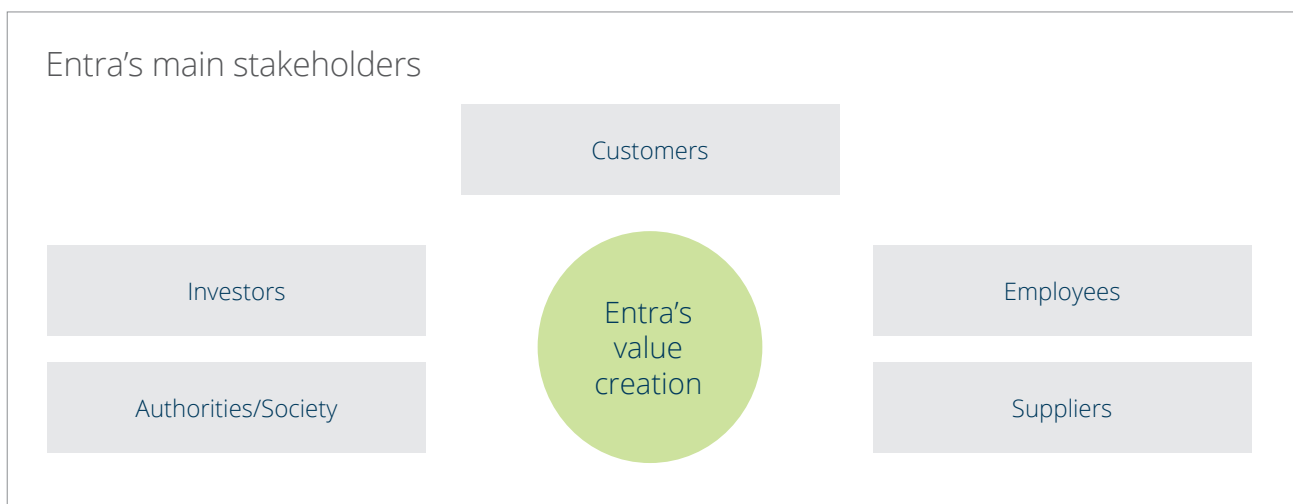 Entra’s main stakeholders
Customers
Investors
Authorities/Society
Entra’s
value
creation
Employees
Suppliers